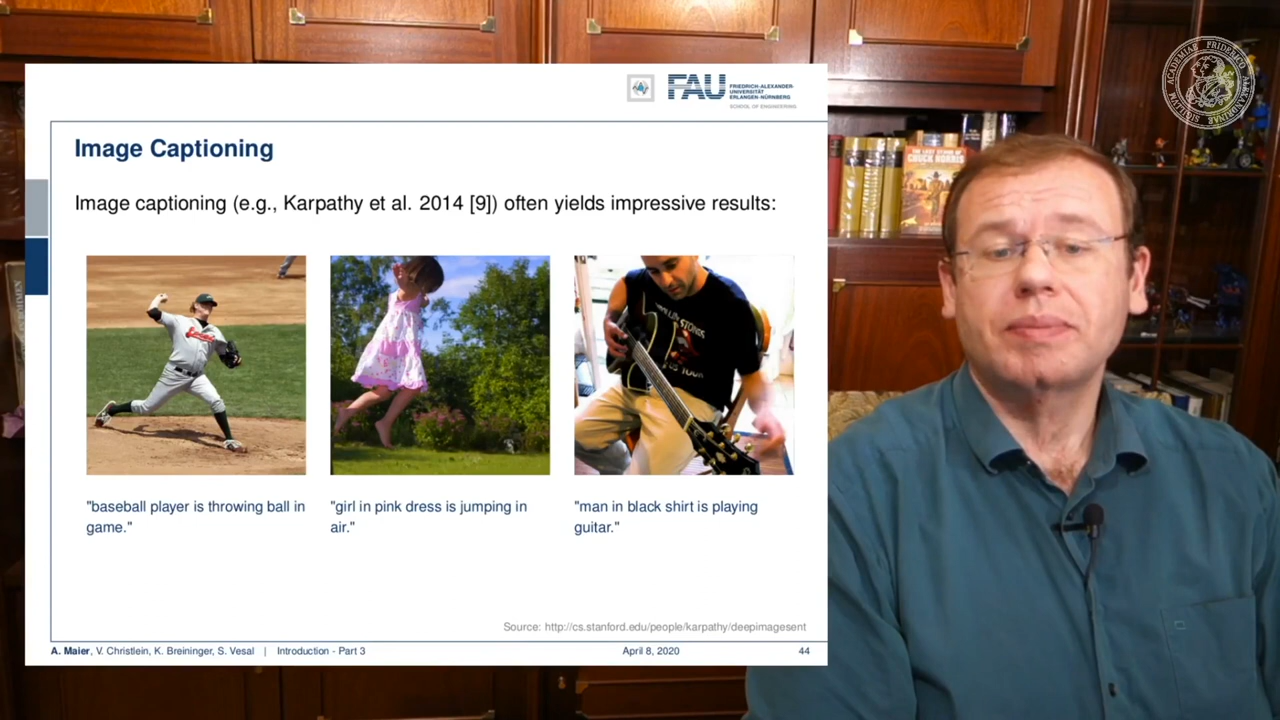 FAU
FRIEDRICH-ALEXANDER-
UNIVERSITÄT
ERLANGEN-NÜRNBERG
SCHOOL OF ENGINEERING
Image Captioning
Image captioning (e.g., Karpathy et al. 2014 [9]) often yields impressive results:
"baseball player is throwing ball in
game."
"girl in pink dress is jumping in
air."
"man in black shirt is playing
guitar."
Source: http://cs.stanford.edu/people/karpathy/deepimagesent
A. Maier, V. Christlein, K. Breininger, S. Vesal | Introduction - Part 3
April 8, 2020
44
CHUCK NORRIS